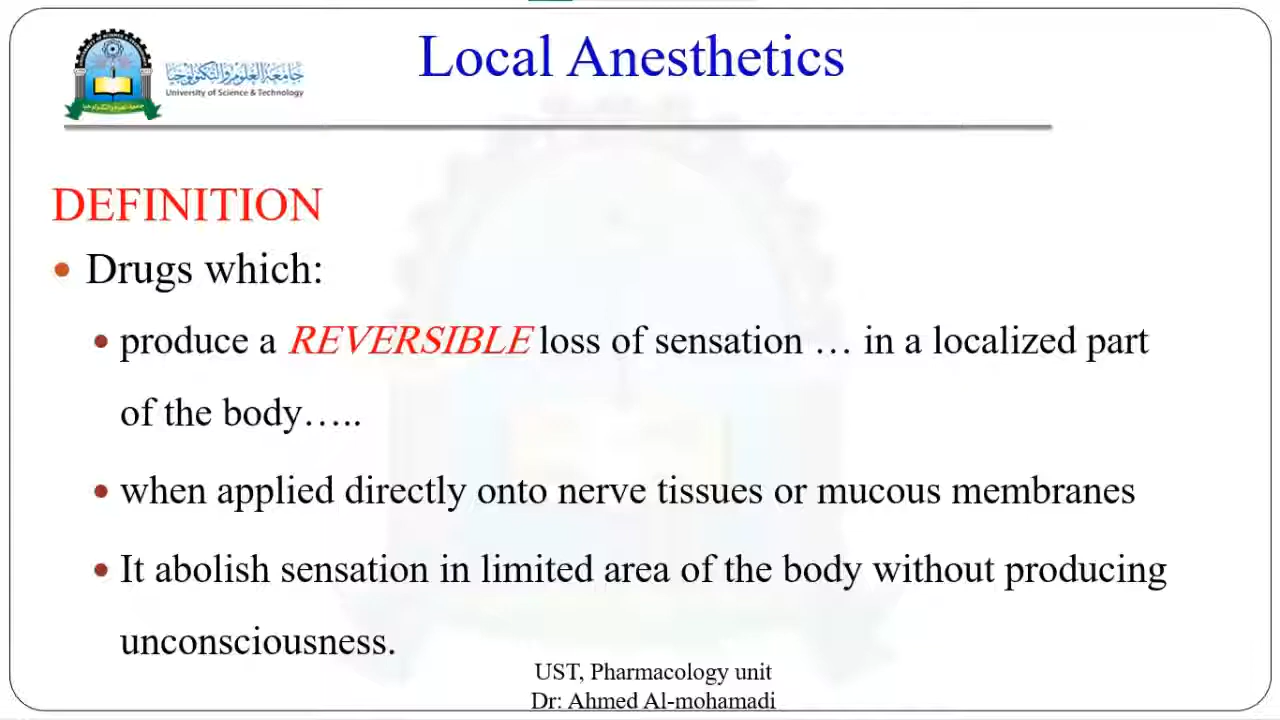 Local Anesthetics
جامعة العلوم والتكنولوجيا
University of Science & Technology
DEFINITION
• Drugs which:
• produce a REVERSIBLE loss of sensation … in a localized part
of the body…..
• when applied directly onto nerve tissues or mucous membranes
• It abolish sensation in limited area of the body without producing
unconsciousness.
UST, Pharmacology unit
Dr: Ahmed Al-mohamadi